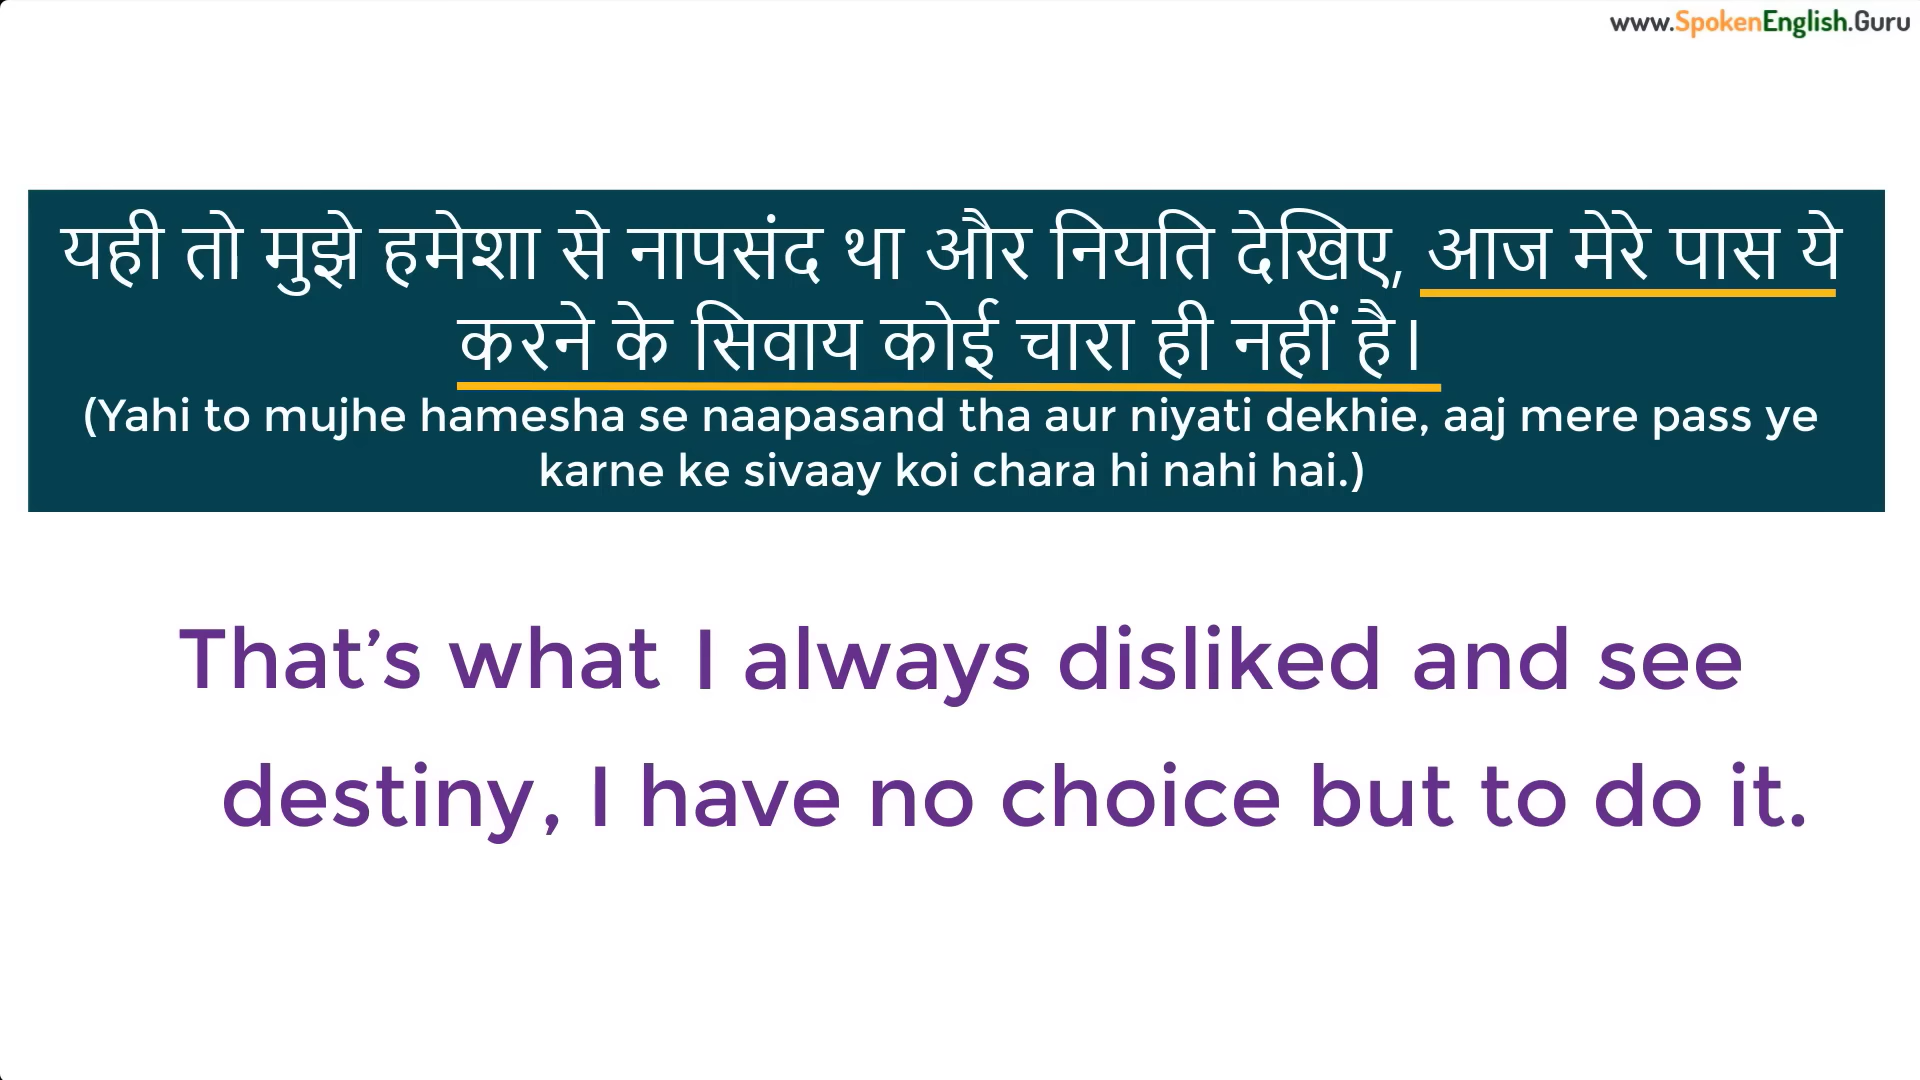 www.SpokenEnglish.Guru
यही तो मुझे हमेशा से नापसंद था और नियति देखिए, आज मेरे पास ये
करने के सिवाय कोई चारा ही नहीं है।
(Yahi to mujhe hamesha se naapasand tha aur niyati dekhie, aaj mere pass ye
karne ke sivaay koi chara hi nahi hai.)
That’s what I always disliked and see
destiny, I have no choice but to do it.